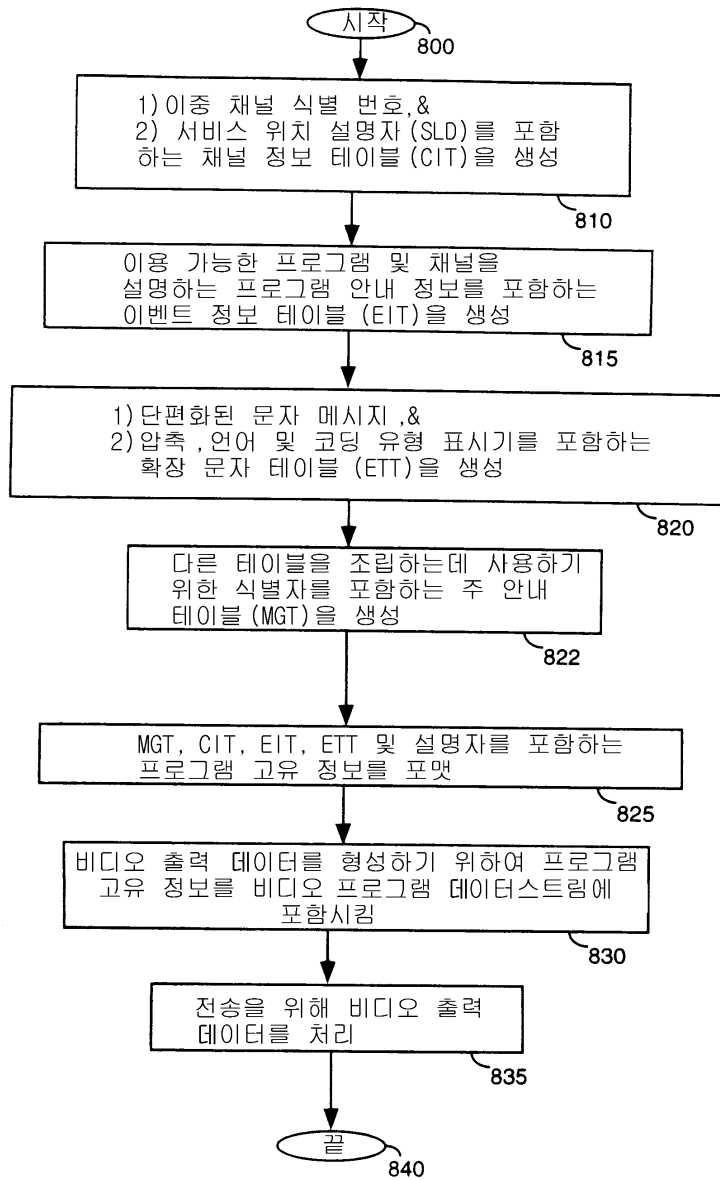 시작
800
1)이중 채널 식별 번호,&
2) 서비스 위치 설명자(SLD)를 포함
하는 채널 정보 테이블(CIT)을 생성
810
이용 가능한 프로그램 및 채널을
설명하는 프로그램 안내 정보를 포함하는
이벤트 정보 테이블(EIT)을 생성
815
1)단편화된 문자 메시지,&
2)압축,언어 및 코딩 유형 표시기를 포함하는
확장 문자 테이블(ETT)을 생성
820
다른 테이블을 조립하는데 사용하기
위한 식별자를 포함하는 주 안내
테이블(MGT)을 생성
822
MGT, CIT, EIT, ETT 및 설명자를 포함하는
프로그램 고유 정보를 포맷
825
비디오 출력 데이터를 형성하기 위하여 프로그램
고유 정보를 비디오 프로그램 데이터스트림에
포함시킴
830
전송을 위해 비디오 출력
데이터를 처리
835
끝
840